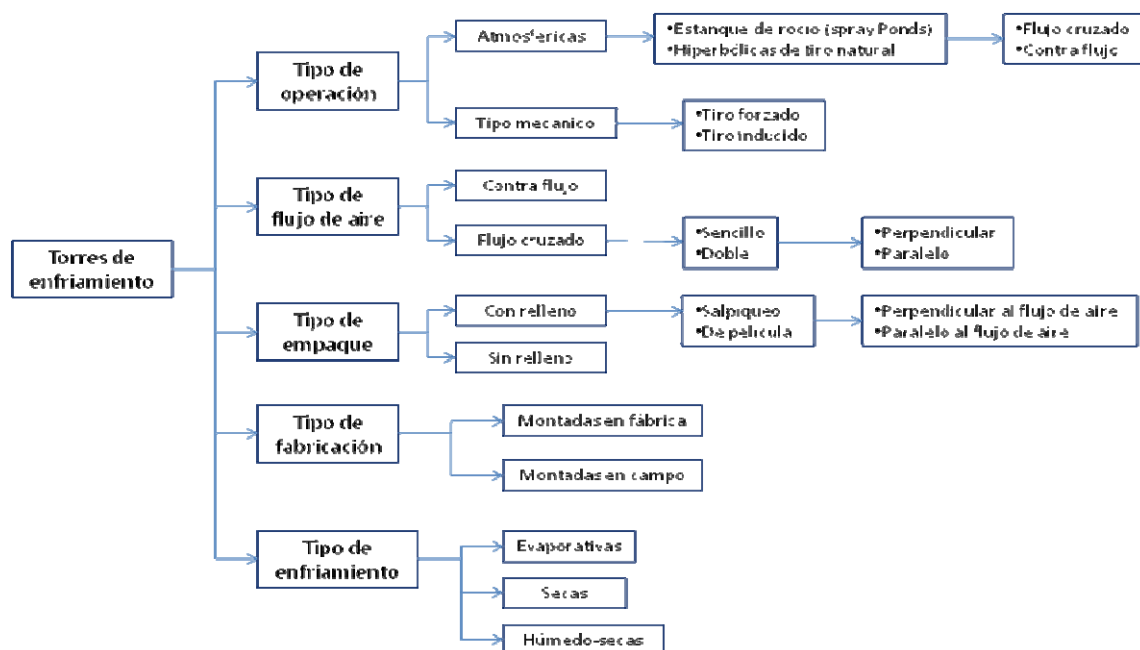 Torres de
enfriamiento
Tipo de
operación
Atmosféricas
•Estanque de rocío (spray Ponds)
•Hiperbólicas de tiro natural
•Flujo cruzado
•Contra flujo
Tipo mecanico
•Tiro forzado
•Tiro inducido
Tipo de
flujo de aire
Contra flujo
Flujo cruzado
•Sencillo
•Doble
•Perpendicular
•Paralelo
Tipo de
empaque
Con relleno
•Salpiqueo
•De película
•Perpendicular al flujo de aire
•Paralelo al flujo de aire
Sin relleno
Tipo de
fabricación
Montadas en fábrica
Montadas en campo
Tipo de
enfriamiento
Evaporativas
Secas
Húmedo-secas